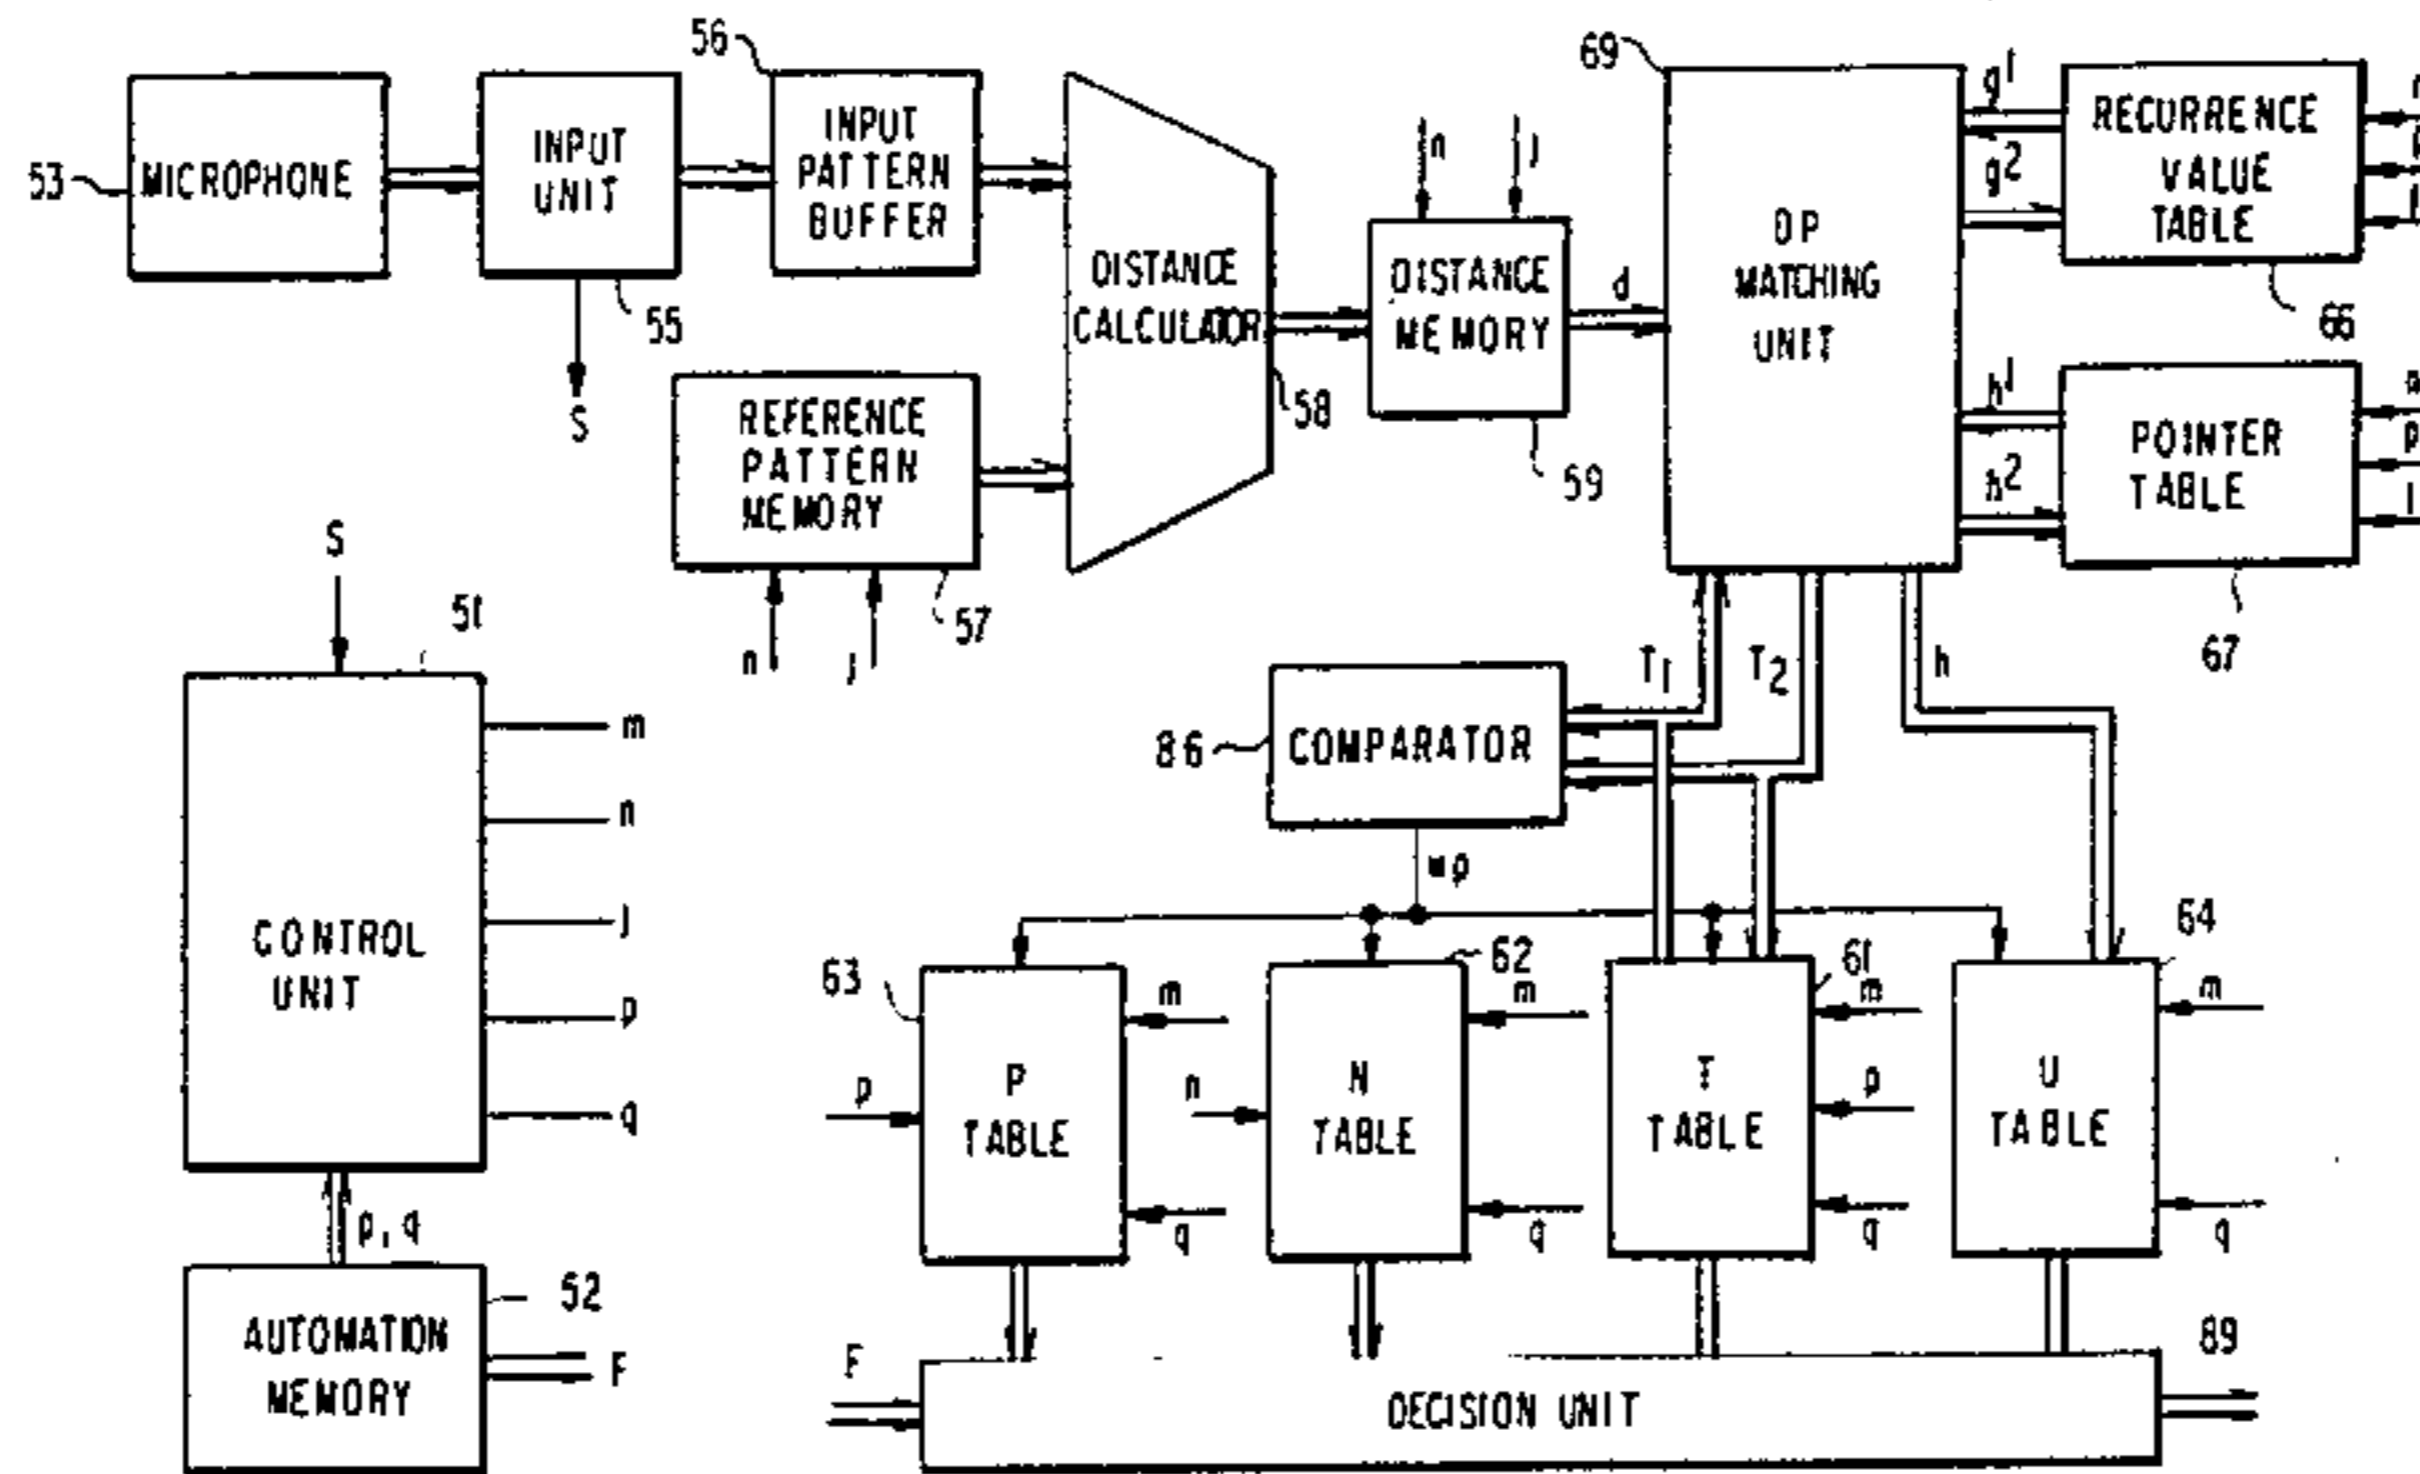 53
MICROPHONE
INPUT
UNIT
55
S
56
INPUT
PATTERN
BUFFER
REFERENCE
PATTERN
MEMORY
57
n
j
DISTANCE
CALCULATOR
58
n
j
DISTANCE
MEMORY
59
d
69
DP
MATCHING
UNIT
g1
g2
RECURRENCE
VALUE
TABLE
66
h1
h2
POINTER
TABLE
p
67
S
51
CONTROL
UNIT
m
n
j
p
q
p, q
AUTOMATION
MEMORY
52
F
86
COMPARATOR
T1
T2
h
wp
63
P
TABLE
p
m
q
62
N
TABLE
n
m
q
61
T
TABLE
m
p
q
64
U
TABLE
m
q
F
DECISION UNIT
89